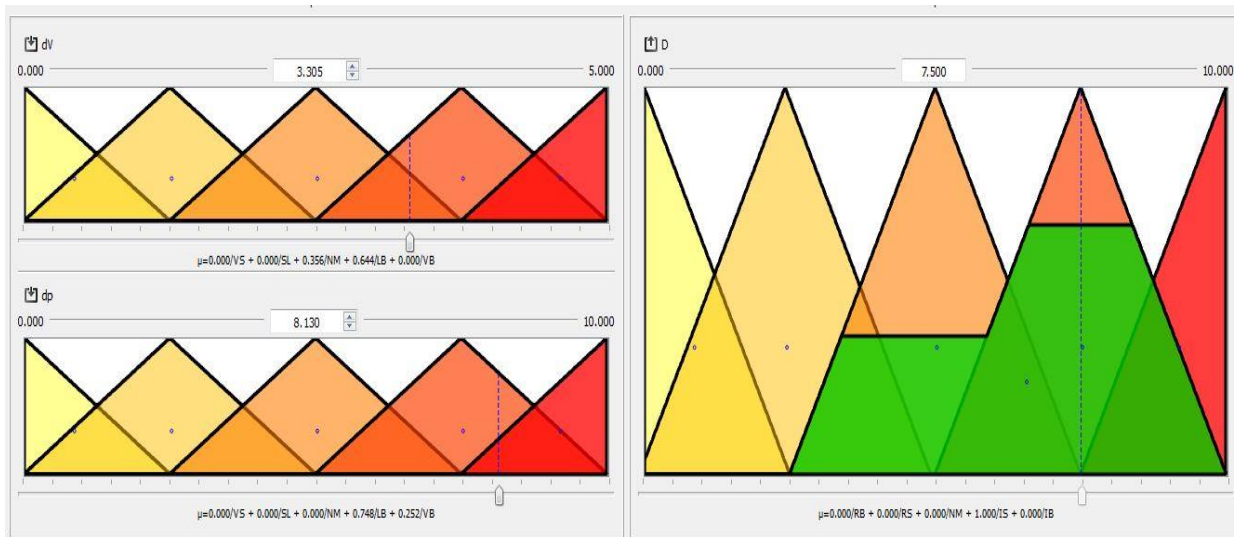 dV
0.000 3.305 5.000
μ=0.000/VS + 0.000/SL + 0.356/NM + 0.644/LB + 0.000/VB
dp
0.000 8.130 10.000
μ=0.000/VS + 0.000/SL + 0.000/NM + 0.748/LB + 0.252/VB
D
0.000 7.500 10.000
μ=0.000/RB + 0.000/RS + 0.000/NM + 1.000/IS + 0.000/IB